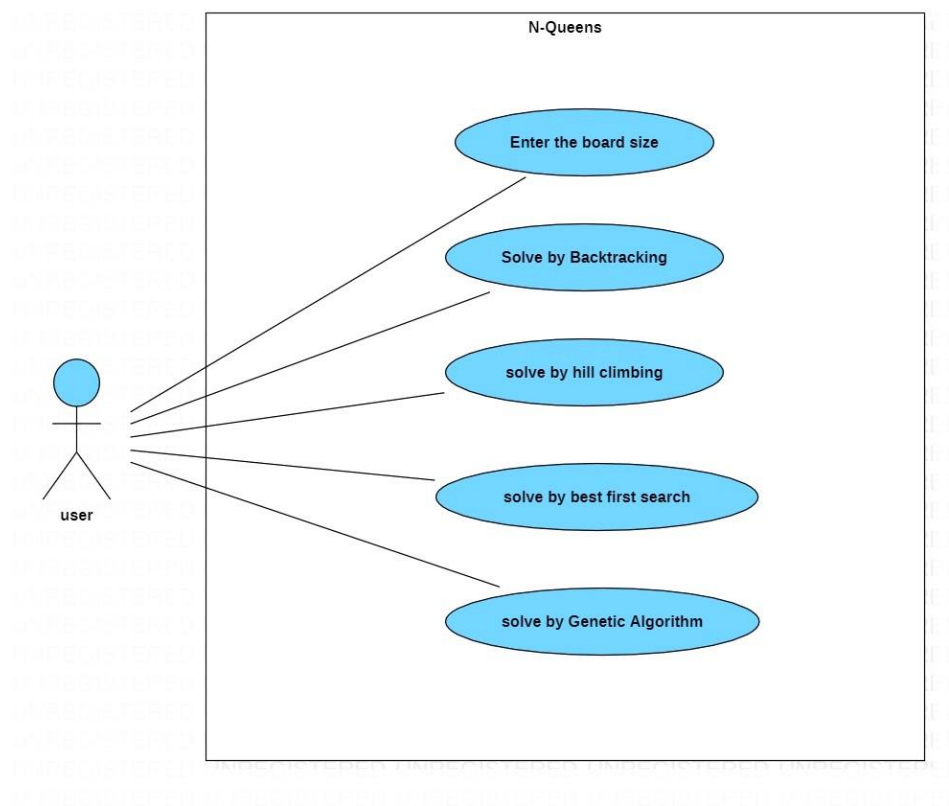 N-Queens
Enter the board size
Solve by Backtracking
solve by hill climbing
solve by best first search
solve by Genetic Algorithm
user
UNREGISTERED UNREGISTERED UNREGISTERED UNREGISTERED